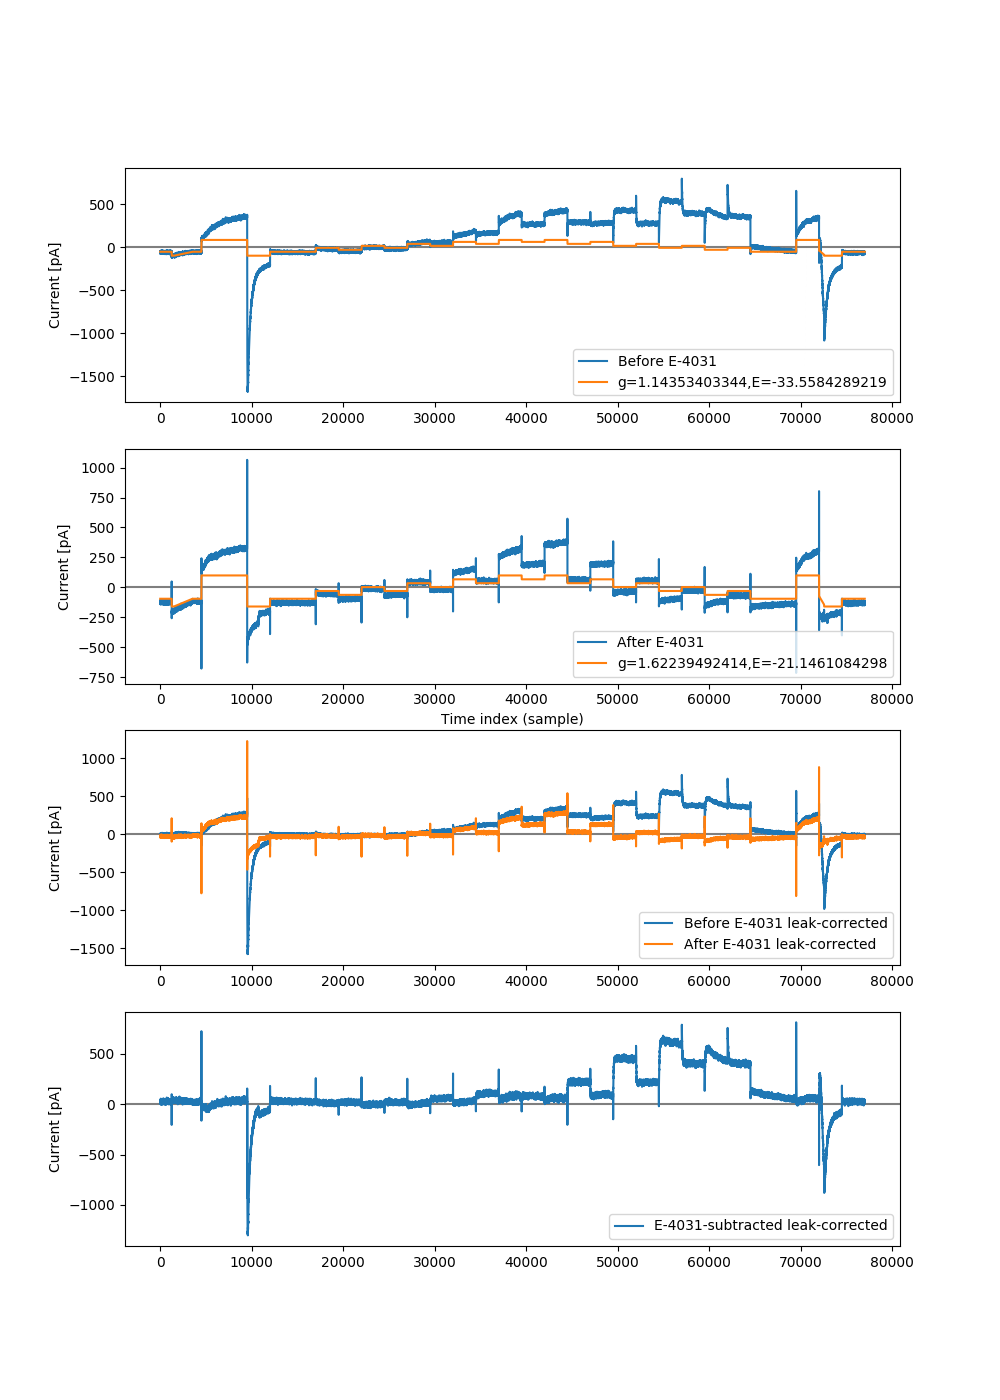 500
0
−500
−1000
−1500
Current [pA]
Before E-4031
g=1.14353403344,E=-33.5584289219
0 10000 20000 30000 40000 50000 60000 70000 80000
1000
750
500
250
0
−250
−500
−750
Current [pA]
After E-4031
g=1.62239492414,E=-21.1461084298
0 10000 20000 30000 40000 50000 60000 70000 80000
Time index (sample)
1000
500
0
−500
−1000
−1500
Current [pA]
Before E-4031 leak-corrected
After E-4031 leak-corrected
0 10000 20000 30000 40000 50000 60000 70000 80000
500
0
−500
−1000
Current [pA]
E-4031-subtracted leak-corrected
0 10000 20000 30000 40000 50000 60000 70000 80000